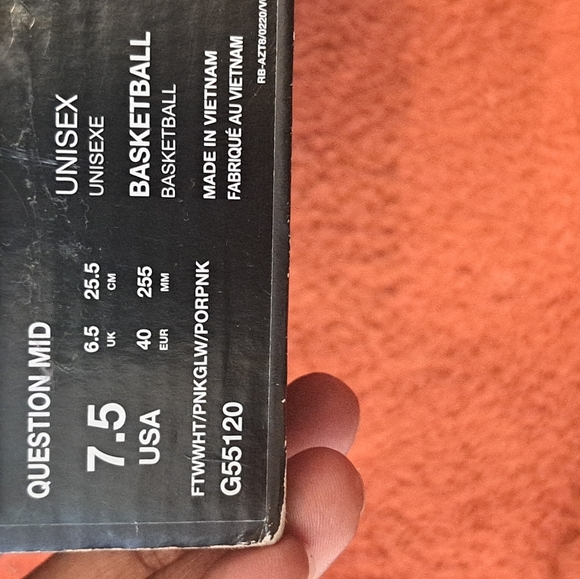 QUESTION MID
7.5
USA
6.5 25.5
UK CM
40 255
EUR MM
FTWWHT/PNKGLW/PORPNK
G55120
UNISEX
UNISEXE
BASKETBALL
BASKETBALL
MADE IN VIETNAM
FABRIQUÉ AU VIETNAM